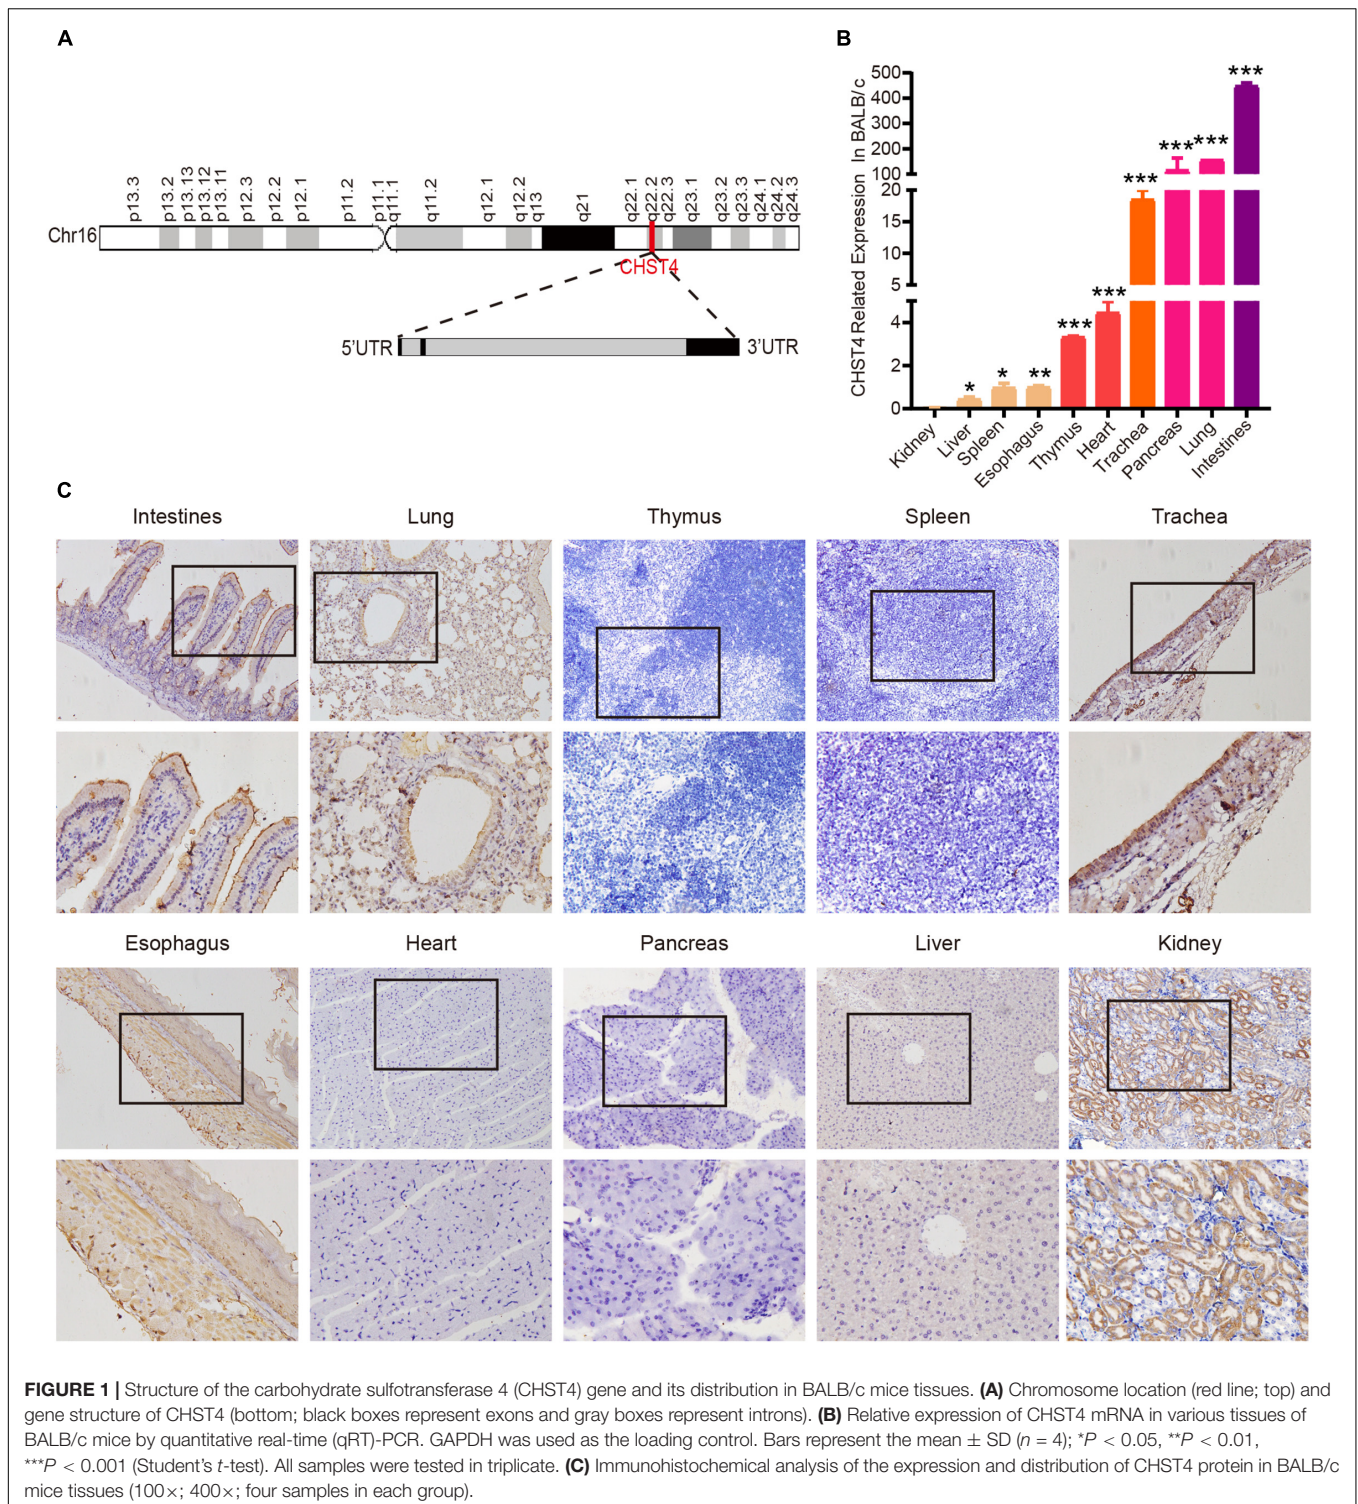 A
p13.3 p13.2 p13.13 p13.12 p13.11 p12.3 p12.2 p12.1 p11.2 p11.1 q11.1 q11.2 q12.1 q12.2 q13 q21 q22.1 q22.2 q22.3 q23.1 q23.2 q23.3 q24.1 q24.2 q24.3
Chr16
CHST4
5'UTR 3'UTR
B
CHST4 Related Expression In BALB/c
500
400
300
200
100
20
15
10
5
4
2
0
*** *** *** *** *** *** ** * *
Kidney Liver Spleen Esophagus Thymus Heart Trachea Pancreas Lung Intestines
C
Intestines Lung Thymus Spleen Trachea
Esophagus Heart Pancreas Liver Kidney
FIGURE 1 | Structure of the carbohydrate sulfotransferase 4 (CHST4) gene and its distribution in BALB/c mice tissues. (A) Chromosome location (red line; top) and
gene structure of CHST4 (bottom; black boxes represent exons and gray boxes represent introns). (B) Relative expression of CHST4 mRNA in various tissues of
BALB/c mice by quantitative real-time (qRT)-PCR. GAPDH was used as the loading control. Bars represent the mean ± SD (n = 4); *P < 0.05, **P < 0.01,
***P < 0.001 (Student's t-test). All samples were tested in triplicate. (C) Immunohistochemical analysis of the expression and distribution of CHST4 protein in BALB/c
mice tissues (100×; 400×; four samples in each group).